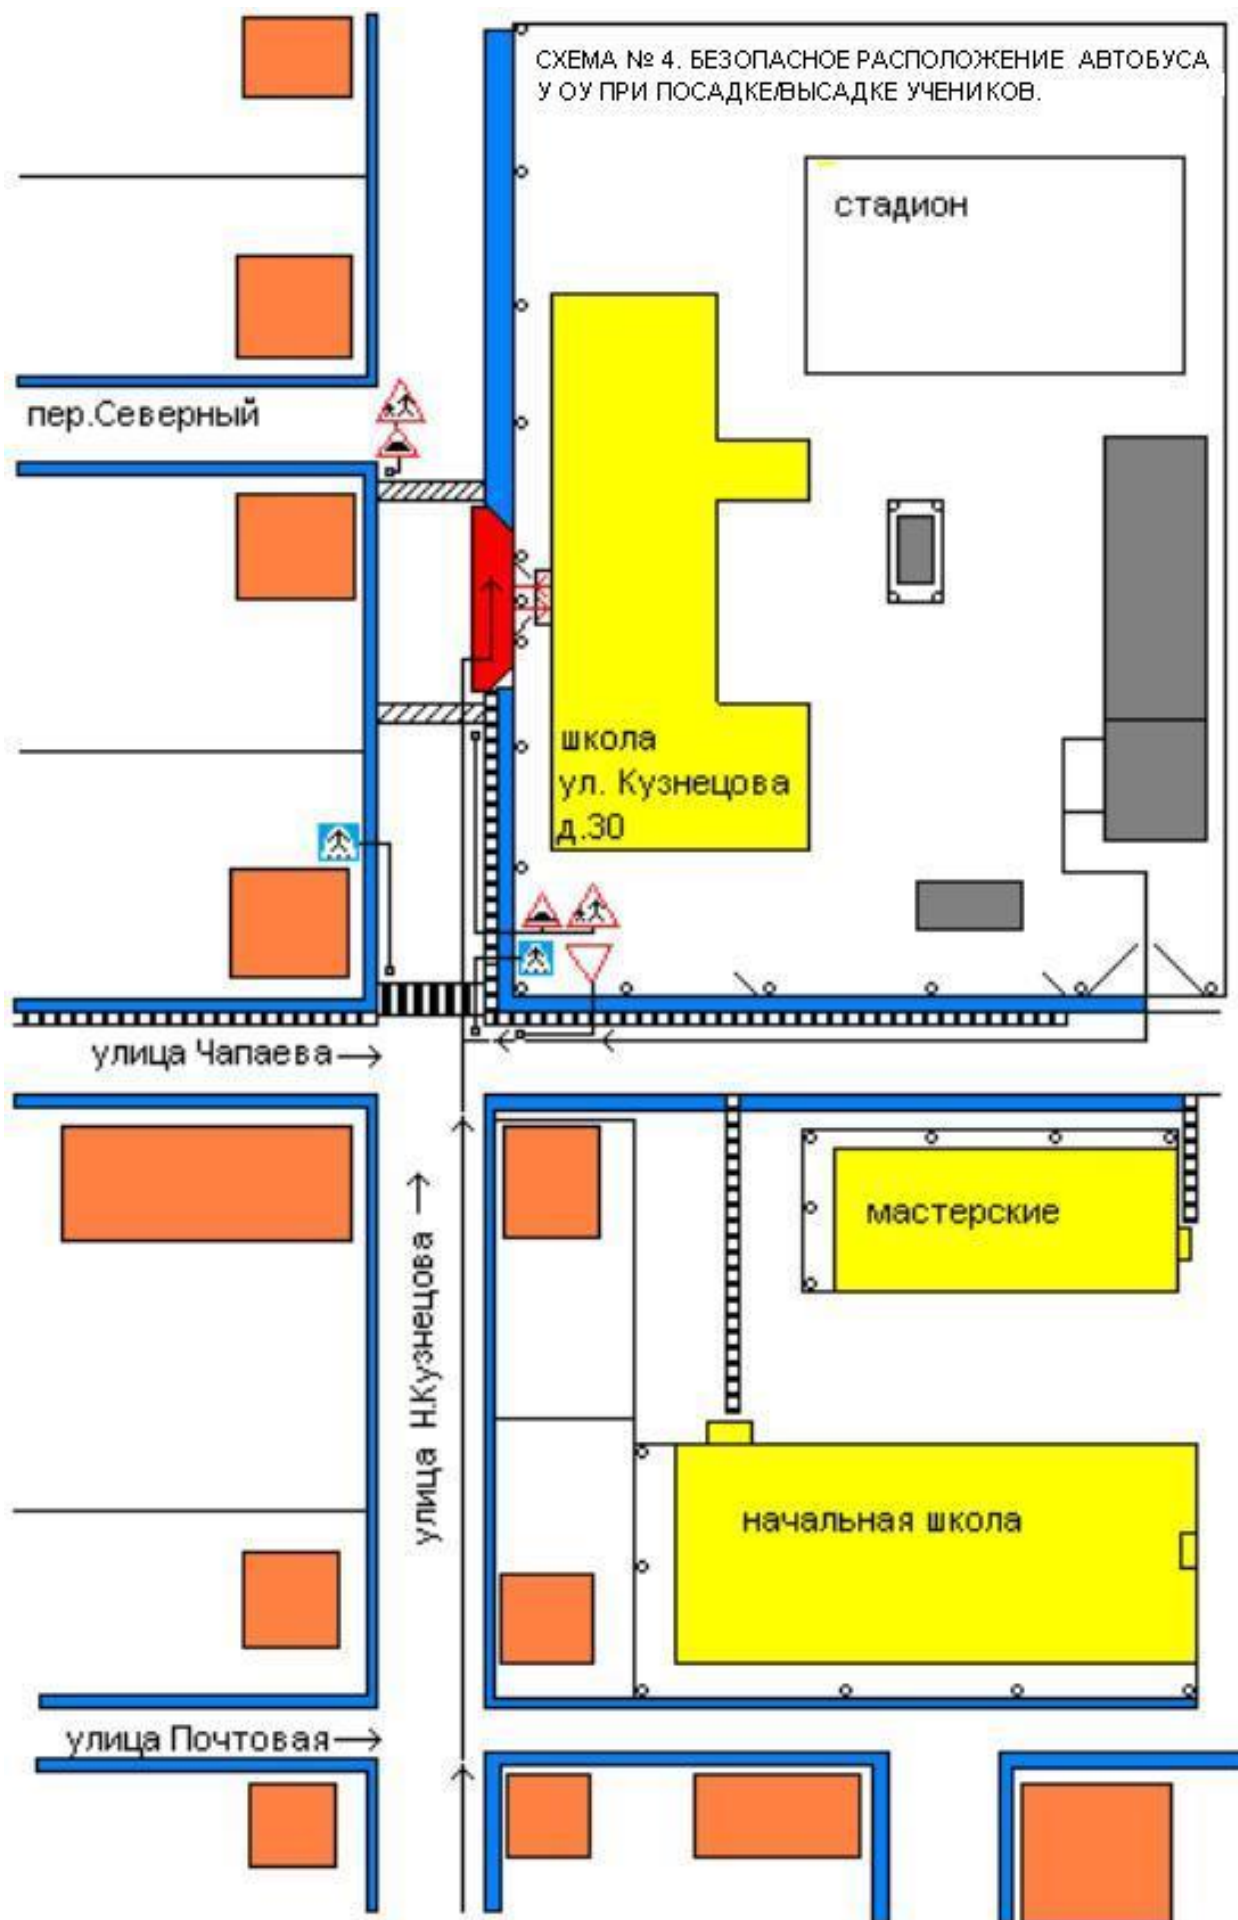 СХЕМА № 4. БЕЗОПАСНОЕ РАСПОЛОЖЕНИЕ АВТОБУСА
У ОУ ПРИ ПОСАДКЕ/ВЫСАДКЕ УЧЕНИКОВ.
стадион
пер.Северный
школа
ул. Кузнецова
д.30
улица Чапаева
мастерские
улица Н.Кузнецова
начальная школа
улица Почтовая